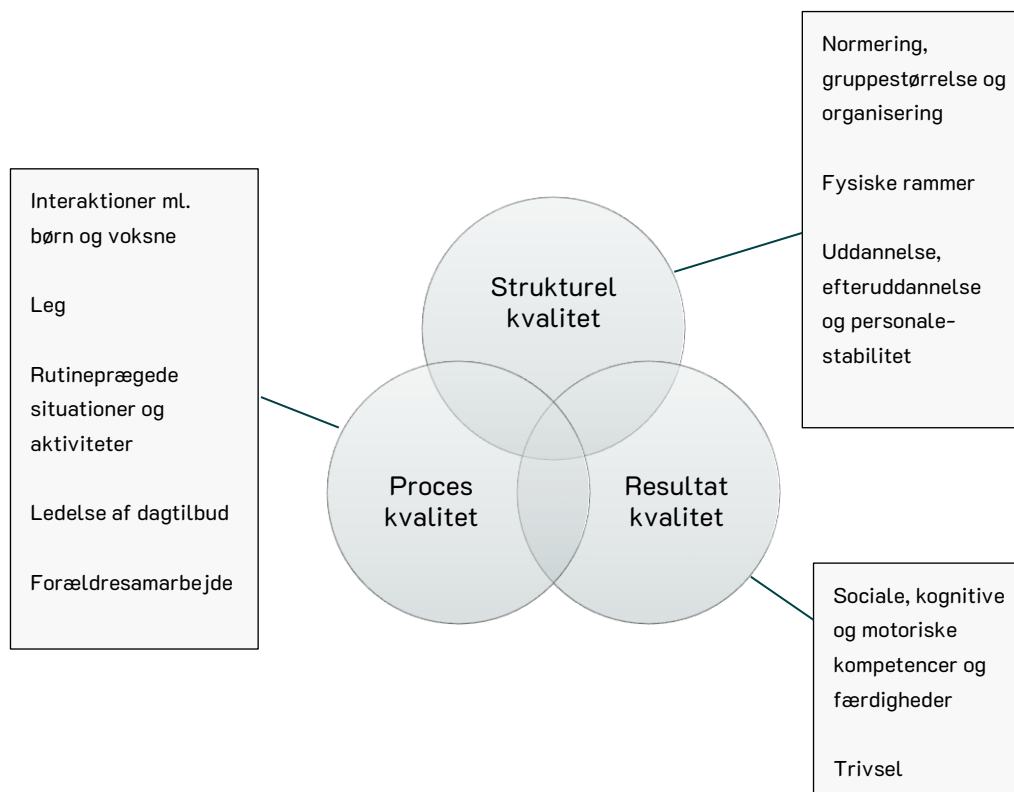 Normering,
gruppestørrelse og
organisering
Fysiske rammer
Uddannelse,
efteruddannelse
og personale-
stabilitet
Interaktioner ml.
børn og voksne
Leg
Rutineprægede
situationer og
aktiviteter
Ledelse af dagtilbud
Forældresamarbejde
Strukturel
kvalitet
Proces
kvalitet
Resultat
kvalitet
Sociale, kognitive
og motoriske
kompetencer og
færdigheder
Trivsel